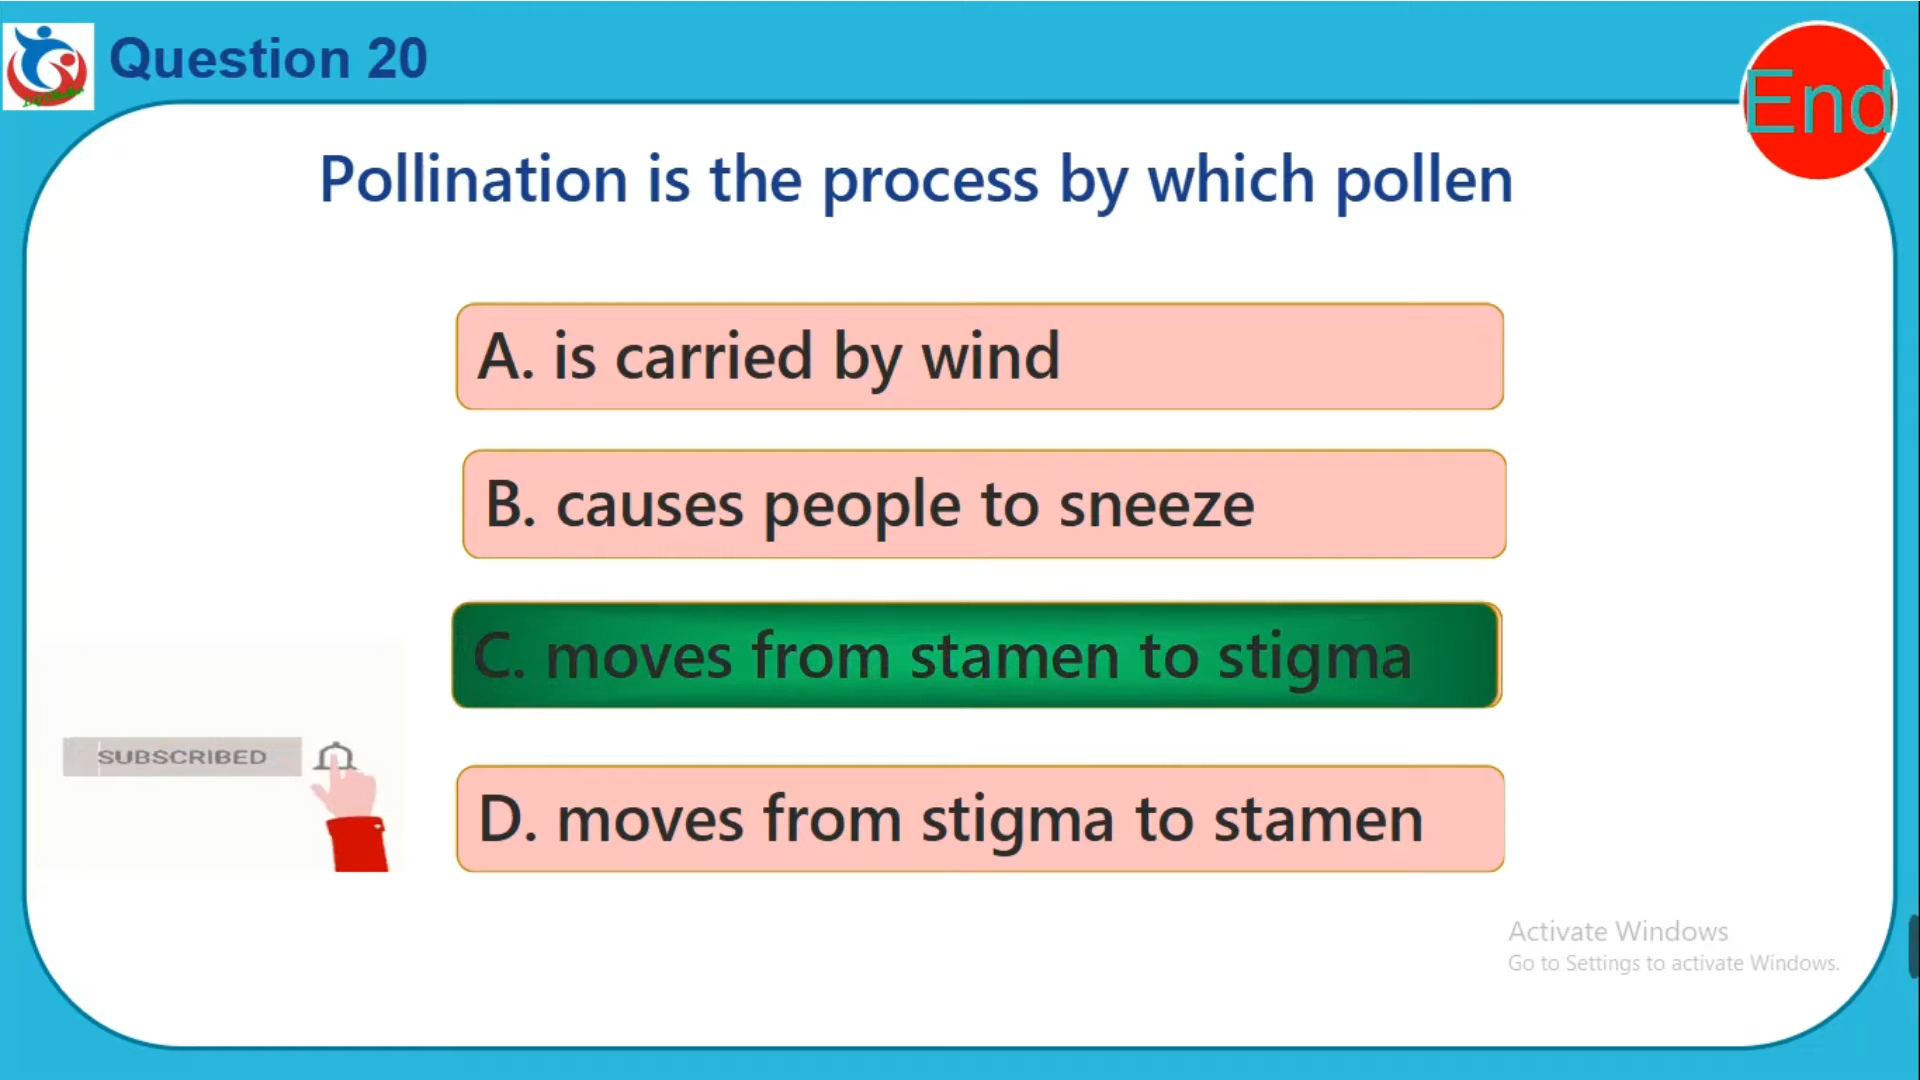 Question 20
End
Pollination is the process by which pollen
A. is carried by wind
B. causes people to sneeze
C. moves from stamen to stigma
SUBSCRIBED
D. moves from stigma to stamen
Activate Windows
Go to Settings to activate Windows.